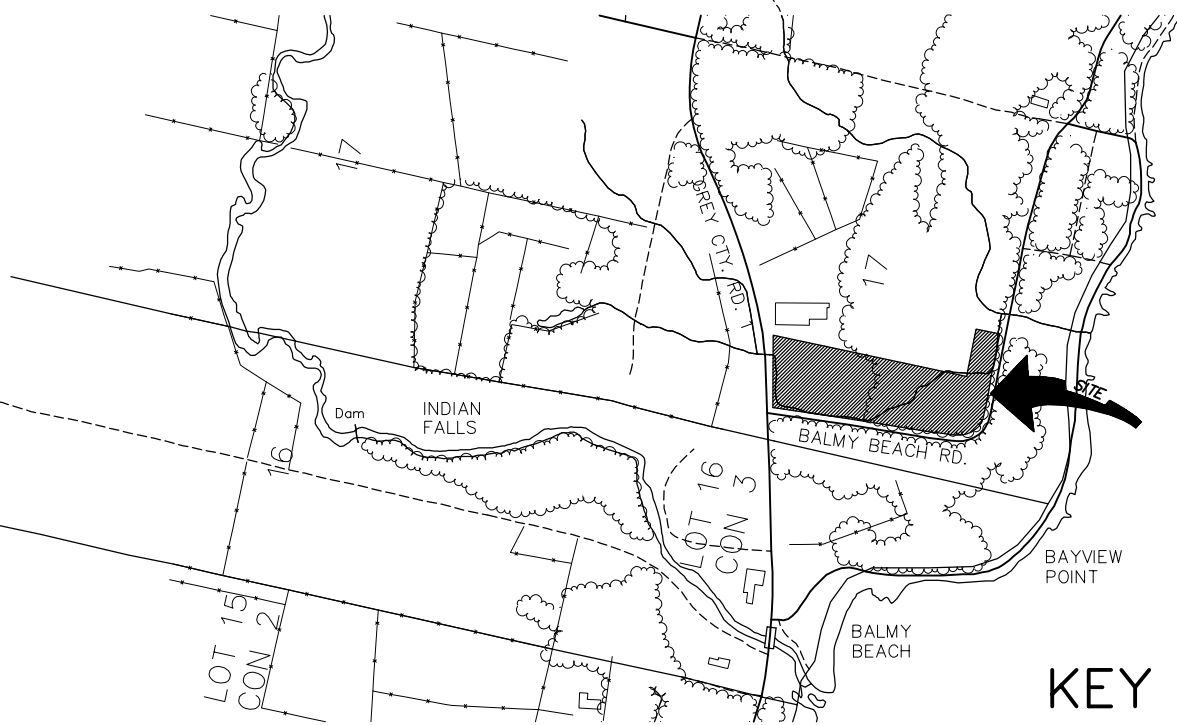 17
GREY CTY. RD. 1
17
SITE
Dam
INDIAN
FALLS
BALMY BEACH RD.
16
LOT 16
CON 3
BAYVIEW
POINT
LOT 15
CON 2
BALMY
BEACH
KEY